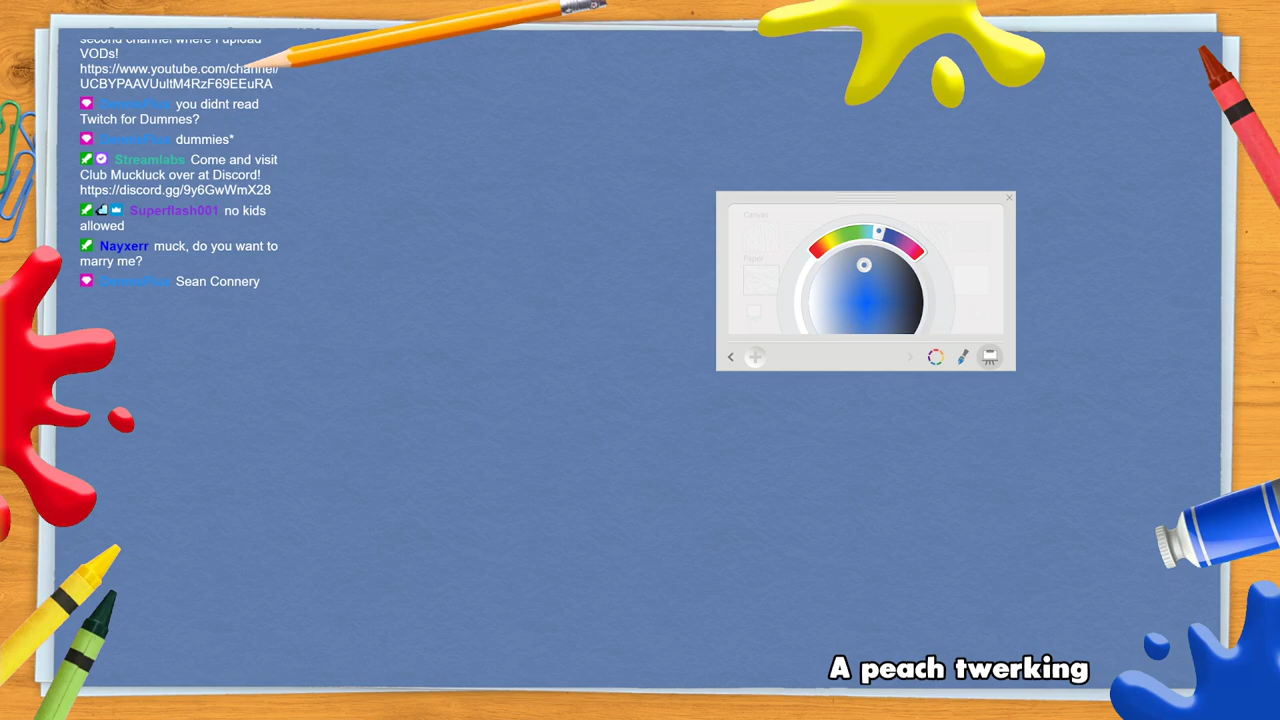 second channel where I upload
VODs!
https://www.youtube.com/channel/
UCBYPAAVUultM4RzF69EEuRA
you didnt read
Twitch for Dummes?
dummies*
Streamlabs Come and visit
Club Muckluck over at Discord!
https://discord.gg/9y6GwWmX28
Superflash001 no kids
allowed
Nayxerr muck, do you want to
marry me?
Sean Connery
Canvas
Paper
A peach twerking